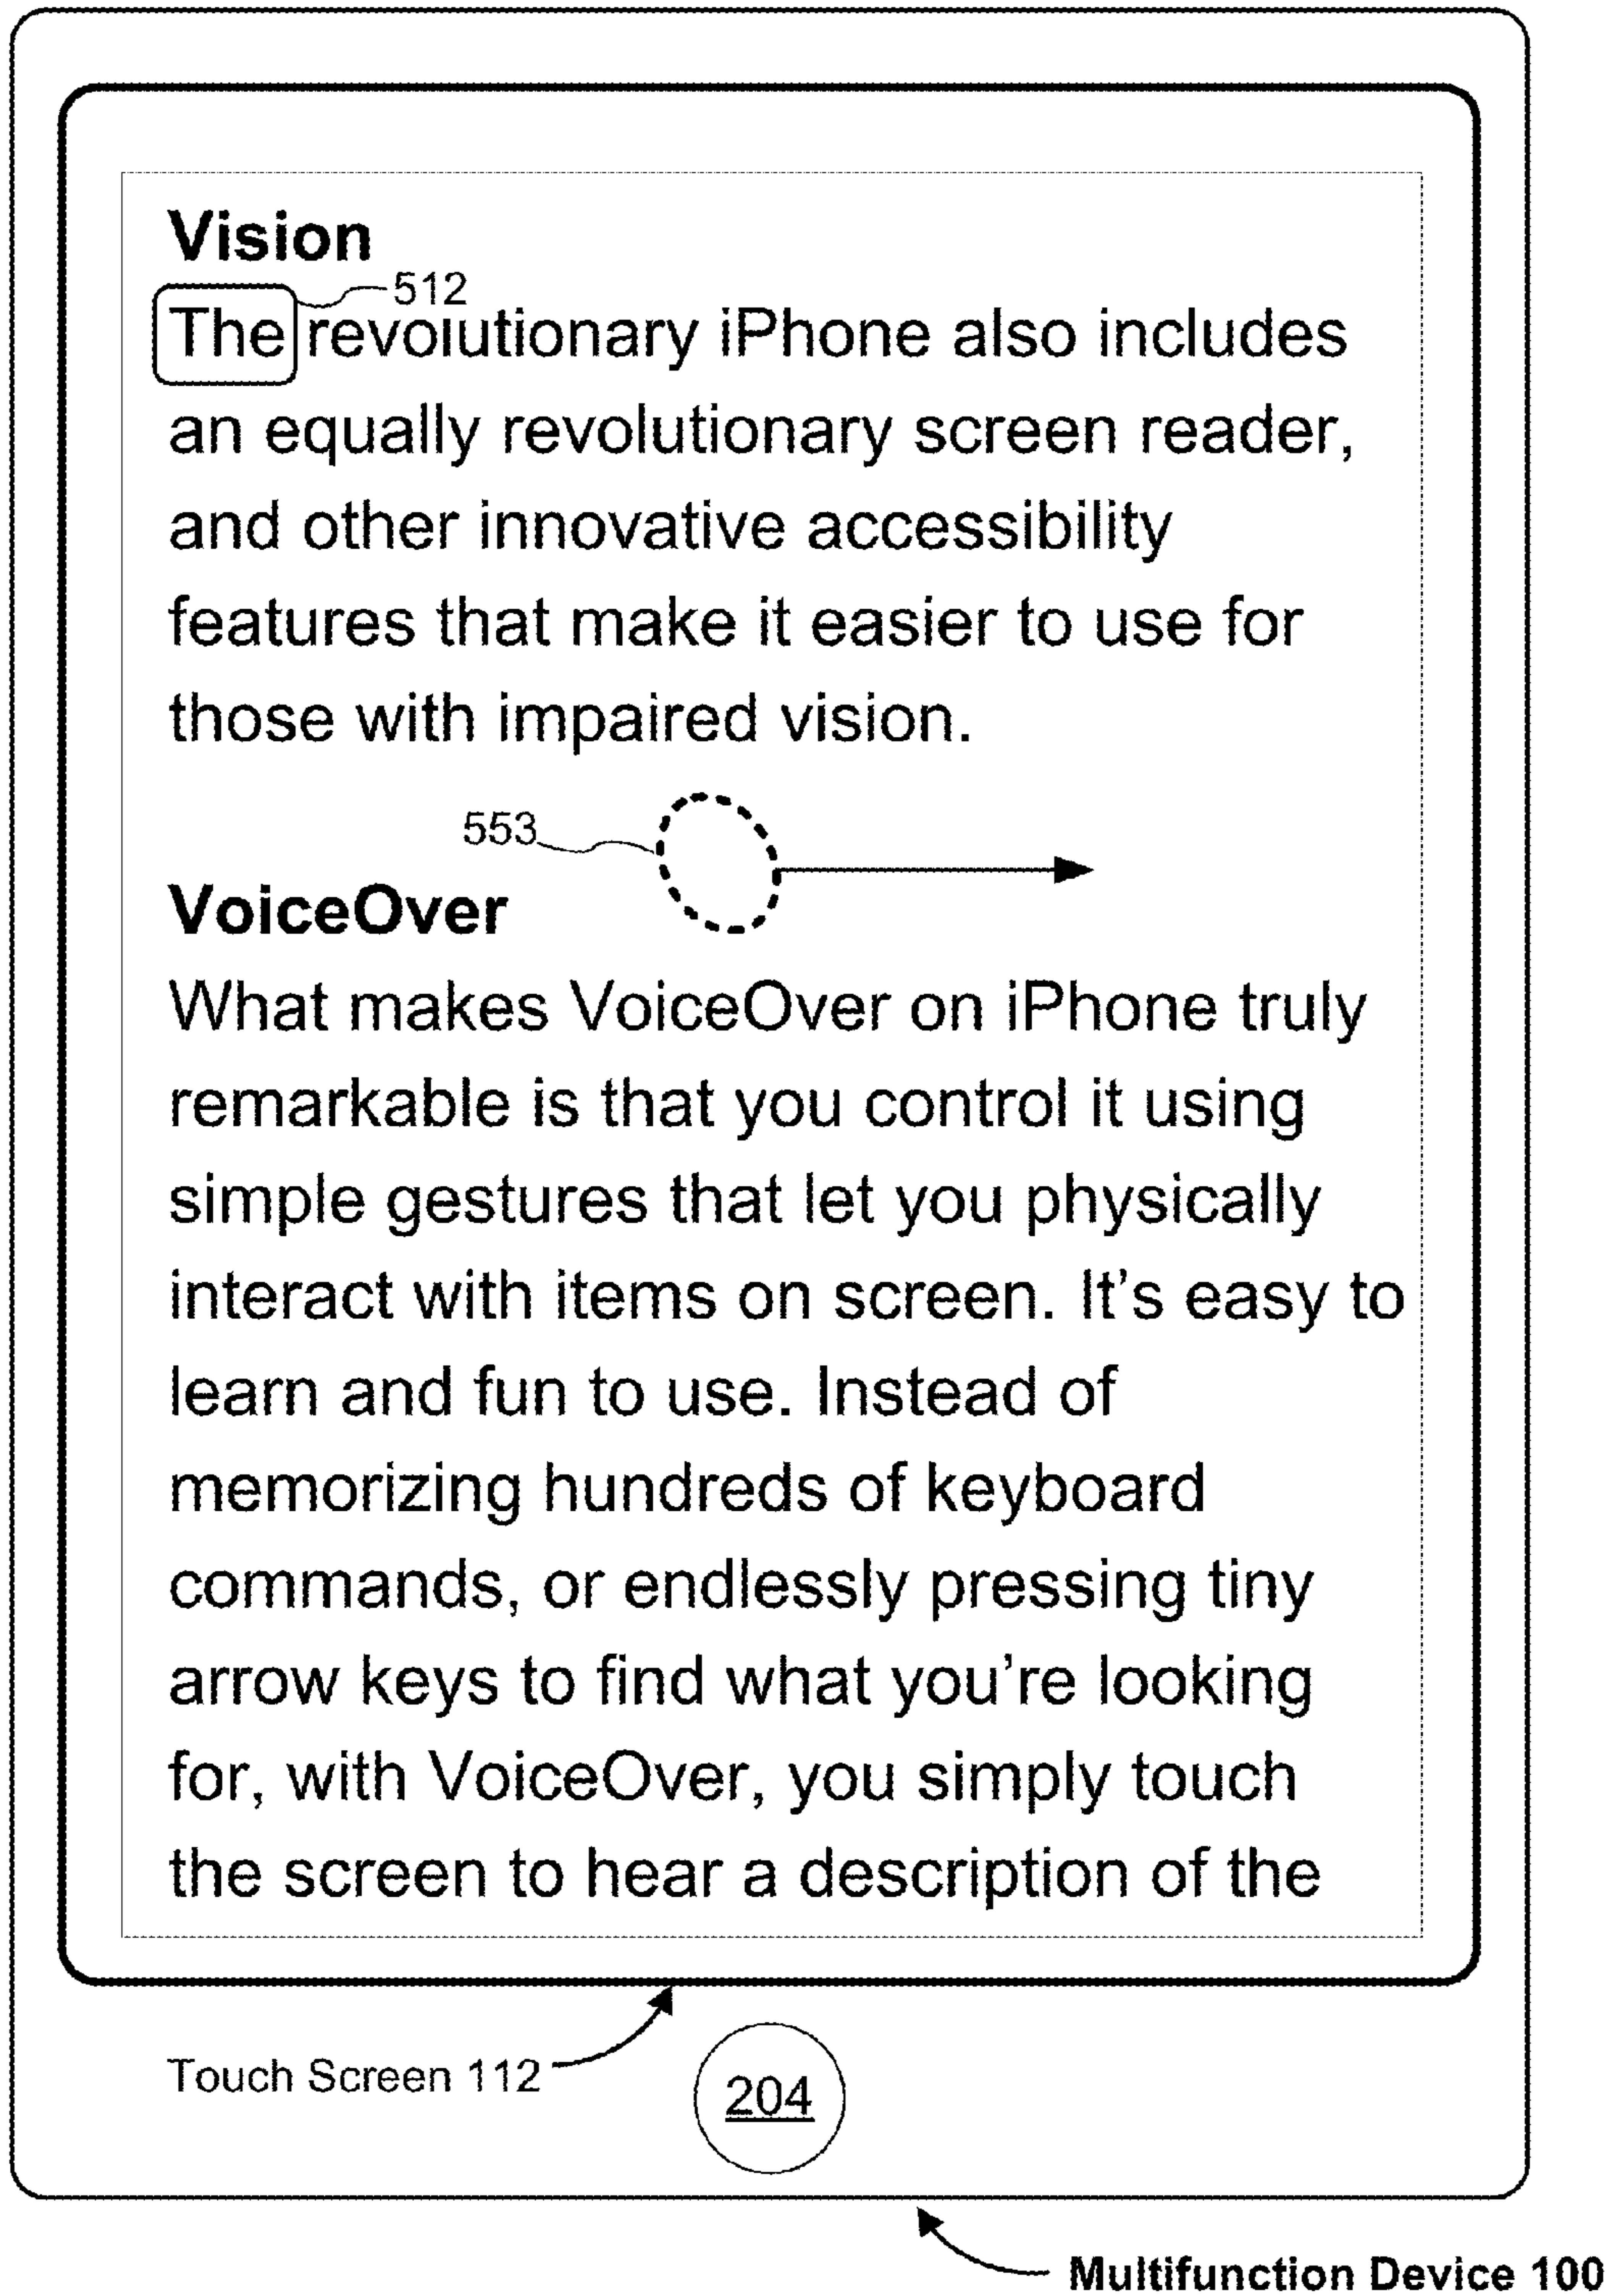 Vision
512
The revolutionary iPhone also includes
an equally revolutionary screen reader,
and other innovative accessibility
features that make it easier to use for
those with impaired vision.
553
VoiceOver
What makes VoiceOver on iPhone truly
remarkable is that you control it using
simple gestures that let you physically
interact with items on screen. It’s easy to
learn and fun to use. Instead of
memorizing hundreds of keyboard
commands, or endlessly pressing tiny
arrow keys to find what you’re looking
for, with VoiceOver, you simply touch
the screen to hear a description of the
Touch Screen 112
204
Multifunction Device 100